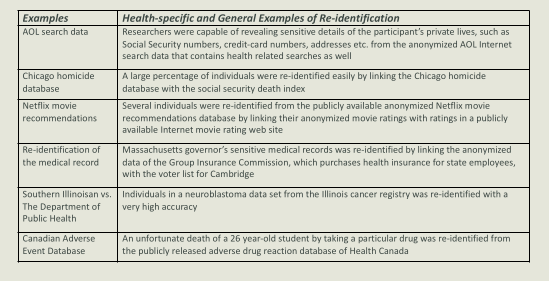 Examples
Health-specific and General Examples of Re-identification
AOL search data
Researchers were capable of revealing sensitive details of the participant's private lives, such as
Social Security numbers, credit-card numbers, addresses etc. from the anonymized AOL Internet
search data that contains health related searches as well
Chicago homicide
database
A large percentage of individuals were re-identified easily by linking the Chicago homicide
database with the social security death index
Netflix movie
recommendations
Several individuals were re-identified from the publicly available anonymized Netflix movie
recommendations database by linking their anonymized movie ratings with ratings in a publicly
available Internet movie rating web site
Re-identification of
the medical record
Massachusetts governor's sensitive medical records was re-identified by linking the anonymized
data of the Group Insurance Commission, which purchases health insurance for state employees,
with the voter list for Cambridge
Southern Illinoisan vs.
The Department of
Public Health
Individuals in a neuroblastoma data set from the Illinois cancer registry was re-identified with a
very high accuracy
Canadian Adverse
Event Database
An unfortunate death of a 26 year-old student by taking a particular drug was re-identified from
the publicly released adverse drug reaction database of Health Canada